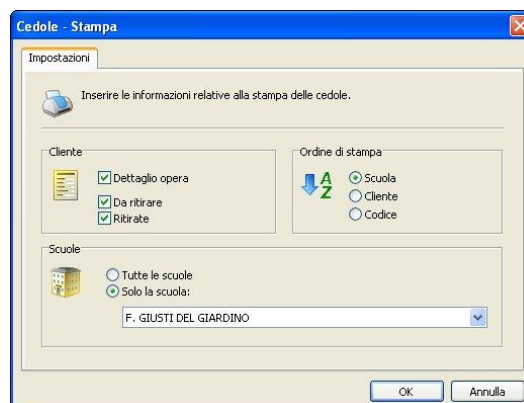 Cedole - Stampa
Impostazioni
Inserire le informazioni relative alla stampa delle cedole.
Cliente
Dettaglio opera
Da ritirare
Ritirate
Ordine di stampa
A
Z
Scuola
Cliente
Codice
Scuole
Tutte le scuole
Solo la scuola:
F. GIUSTI DEL GIARDINO
OK
Annulla